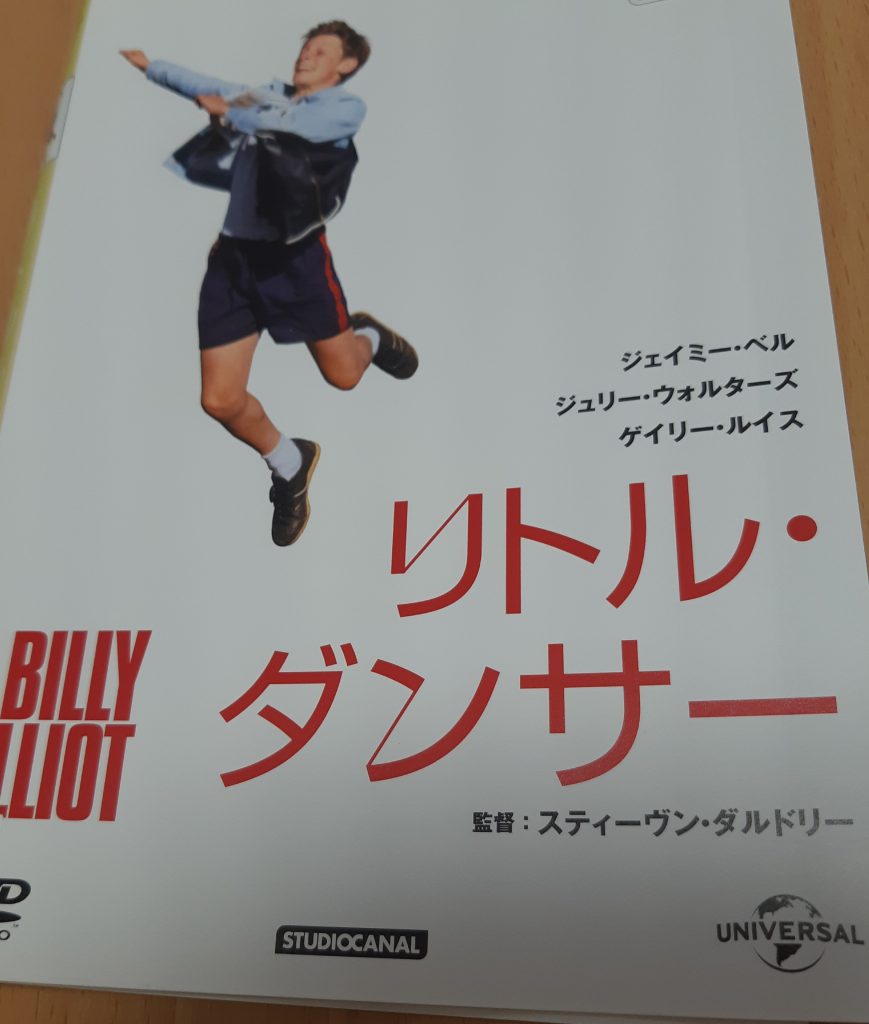 ジェイミー・ベル
ジュリー・ウォルターズ
ゲイリー・ルイス
リトル・
ダンサー
BILLY
LLIOT
監督：スティーヴン・ダルドリー
STUDIOCANAL
UNIVERSAL